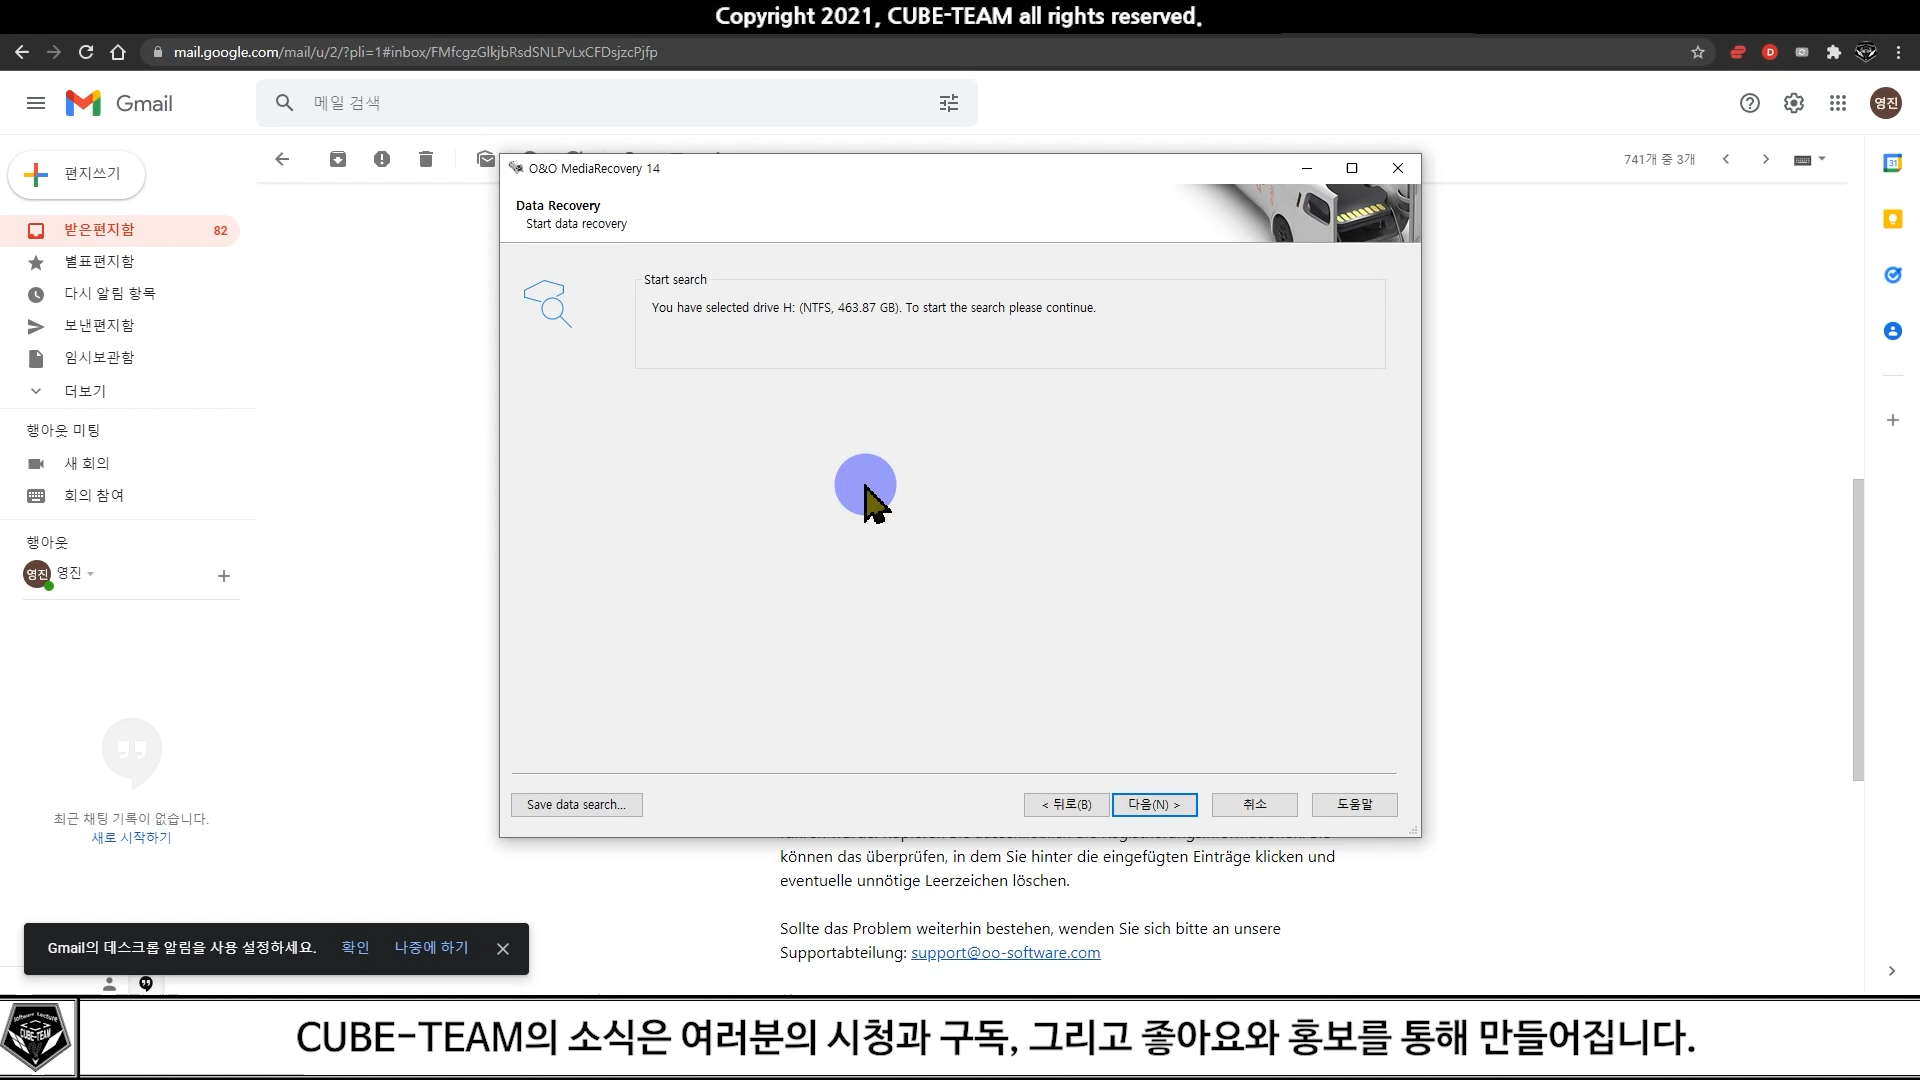 Copyright 2021, CUBE-TEAM all rights reserved.
mail.google.com/mail/u/2/?pli=1#inbox/FMfcgzGlkjbRsdSNLPvLxCFDsjzcPjfp
Gmail
메일 검색
영진
편지쓰기
741개 중 3개
받은편지함 82
별표편지함
다시 알림 항목
보낸편지함
임시보관함
더보기
행아웃 미팅
새 회의
회의 참여
행아웃
영진 영진
최근 채팅 기록이 없습니다.
새로 시작하기
O&O MediaRecovery 14
Data Recovery
Start data recovery
Start search
You have selected drive H: (NTFS, 463.87 GB). To start the search please continue.
Save data search...
< 뒤로(B)
다음(N) >
취소
도움말
können das überprüfen, in dem Sie hinter die eingefügten Einträge klicken und
eventuelle unnötige Leerzeichen löschen.
Sollte das Problem weiterhin bestehen, wenden Sie sich bitte an unsere
Supportabteilung: support@oo-software.com
Gmail의 데스크톱 알림을 사용 설정하세요. 확인 나중에 하기
31
D
Software Lecture
CUBE-TEAM
CUBE-TEAM의 소식은 여러분의 시청과 구독, 그리고 좋아요와 홍보를 통해 만들어집니다.